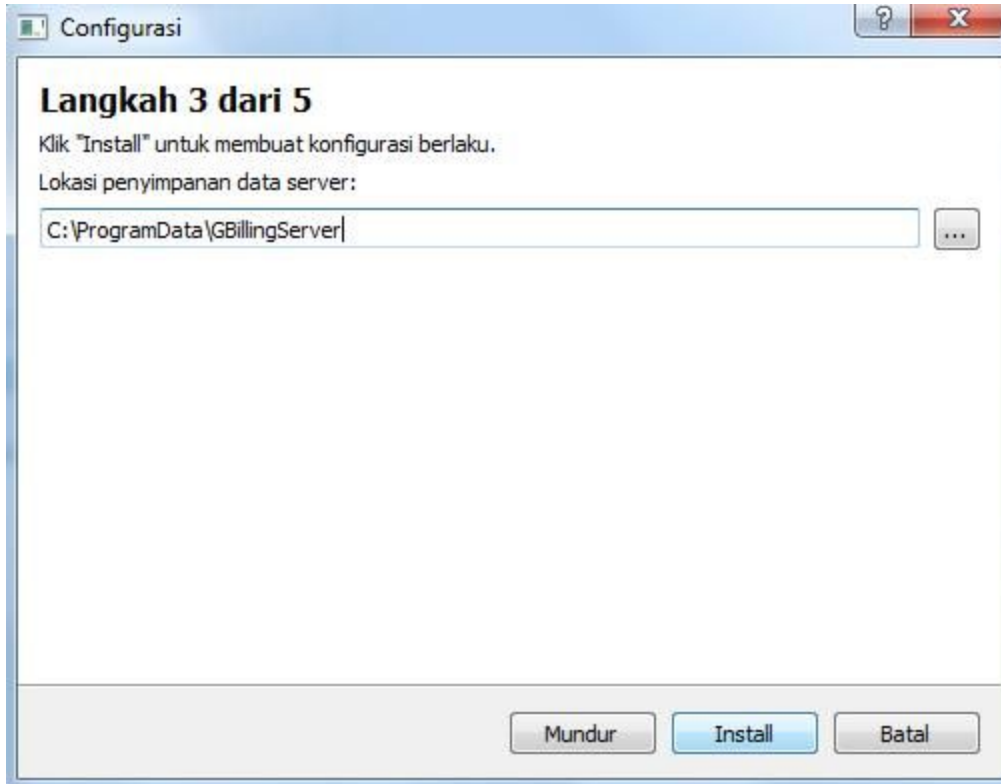 Configurasi
Langkah 3 dari 5
Klik "Install" untuk membuat konfigurasi berlaku.
Lokasi penyimpanan data server:
C:\ProgramData\GBillingServer
...
Mundur Install Batal